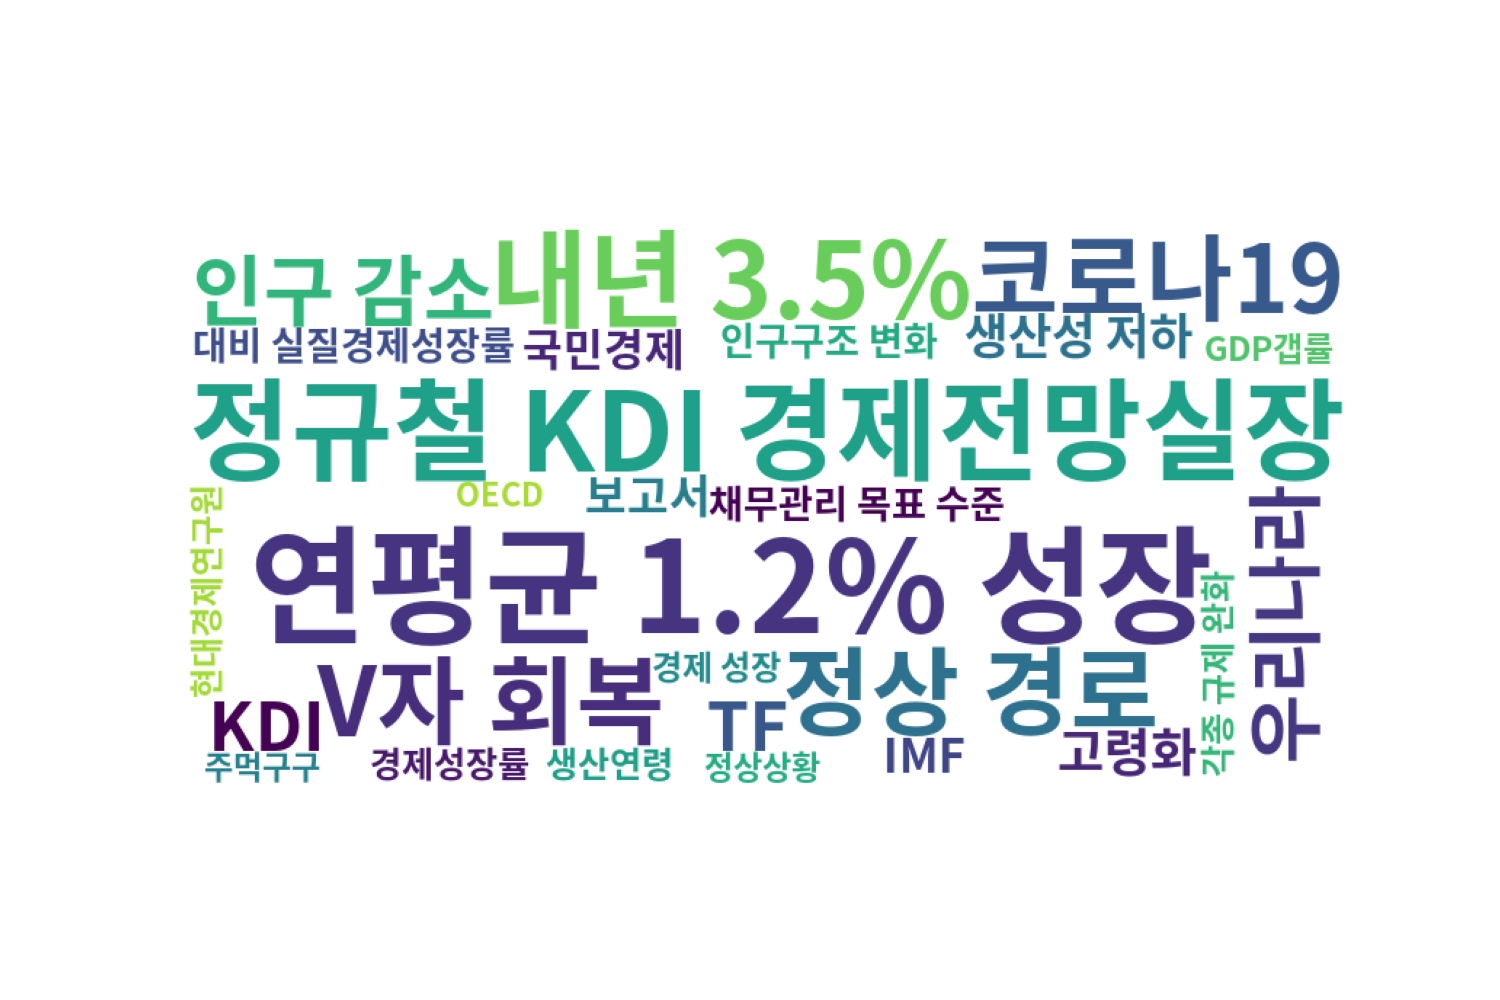 인구 감소
내년 3.5%
코로나19
대비 실질경제성장률
국민경제
인구구조 변화
생산성 저하
GDP갭률
정규철 KDI 경제전망실장
OECD
보고서
채무관리 목표 수준
현대경제연구원
연평균 1.2% 성장
우리나라
각종 규제 완화
V자 회복
경제 성장
정상 경로
KDI
TF
IMF
고령화
주먹구구
경제성장률
생산연령
정상상황